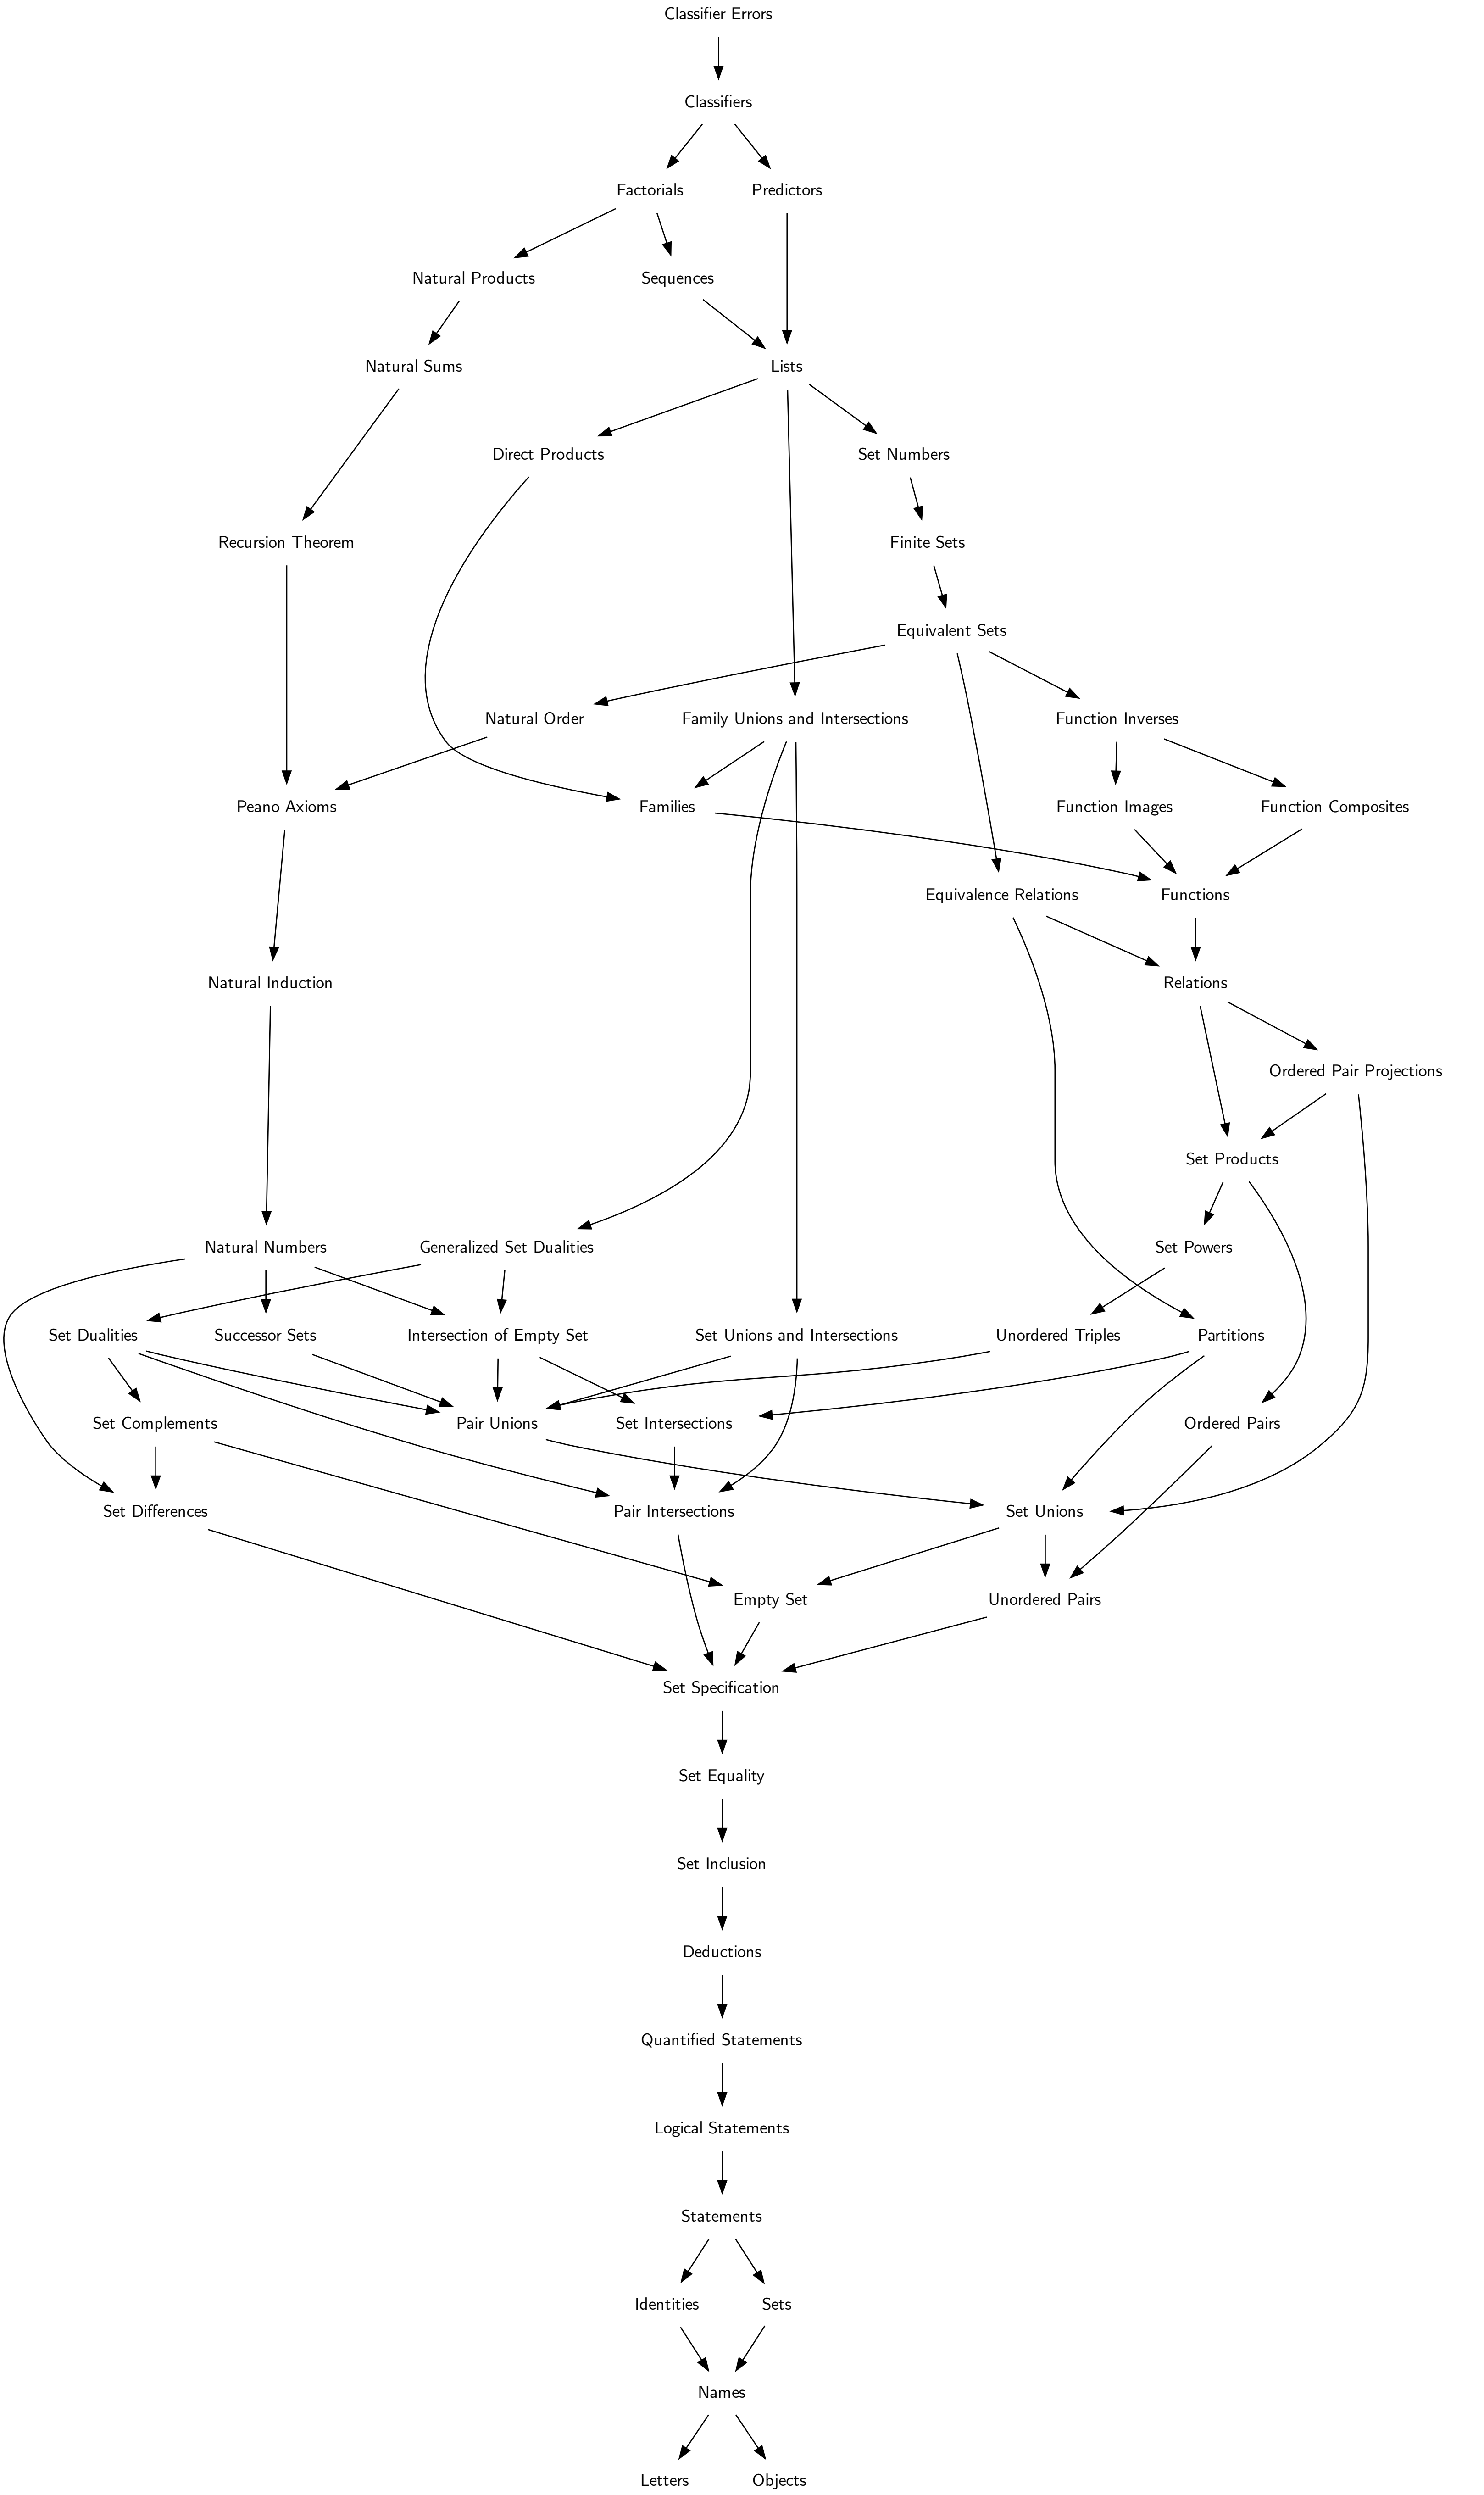 Classifier Errors
Classifiers
Factorials
Predictors
Natural Products
Sequences
Natural Sums
Lists
Direct Products
Set Numbers
Recursion Theorem
Finite Sets
Equivalent Sets
Natural Order
Family Unions and Intersections
Function Inverses
Peano Axioms
Families
Function Images
Function Composites
Equivalence Relations
Functions
Natural Induction
Relations
Ordered Pair Projections
Set Products
Natural Numbers
Generalized Set Dualities
Set Powers
Set Dualities
Successor Sets
Intersection of Empty Set
Set Unions and Intersections
Unordered Triples
Partitions
Set Complements
Pair Unions
Set Intersections
Ordered Pairs
Set Differences
Pair Intersections
Set Unions
Empty Set
Unordered Pairs
Set Specification
Set Equality
Set Inclusion
Deductions
Quantified Statements
Logical Statements
Statements
Identities
Sets
Names
Letters
Objects